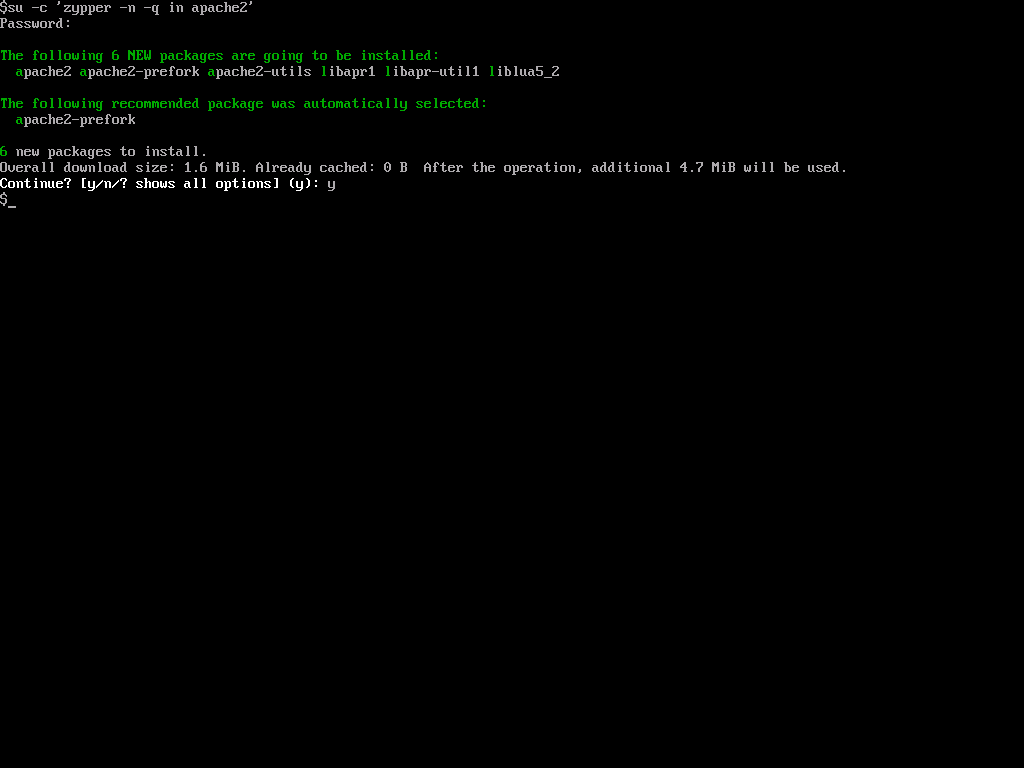 $su -c 'zypper -n -q in apache2'
Password:
The following 6 NEW packages are going to be installed:
  apache2 apache2-prefork apache2-utils libapr1 libapr-util1 liblua5_2
The following recommended package was automatically selected:
  apache2-prefork
6 new packages to install.
Overall download size: 1.6 MiB. Already cached: 0 B  After the operation, additional 4.7 MiB will be used.
Continue? [y/n/? shows all options] (y): y
$_